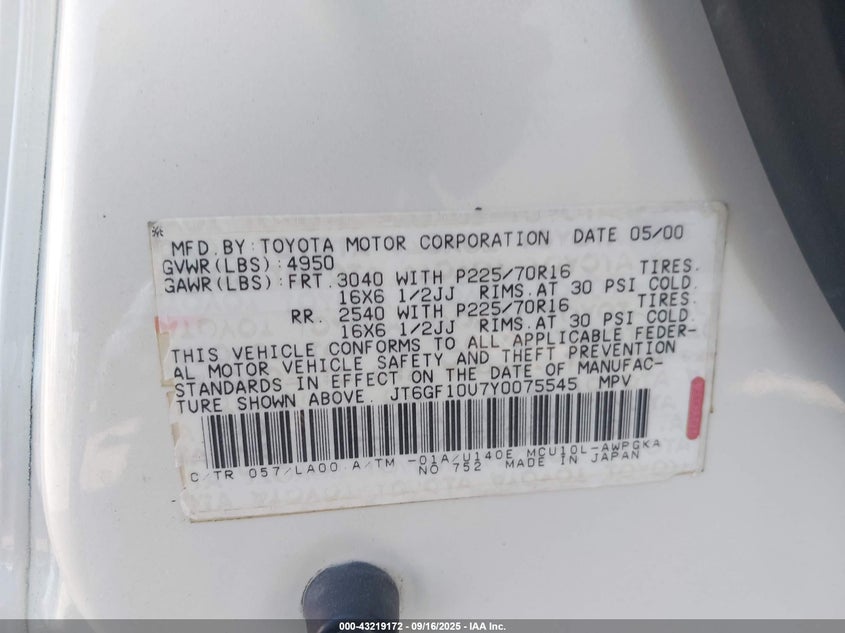 MFD.BY:TOYOTA MOTOR CORPORATION DATE 05/00
GVWR(LBS):4950
GAWR(LBS):FRT.3040 WITH P225/70R16 TIRES.
16X6 1/2JJ RIMS.AT 30 PSI COLD.
RR. 2540 WITH P225/70R16 TIRES.
16X6 1/2JJ RIMS.AT 30 PSI COLD.
THIS VEHICLE CONFORMS TO ALL APPLICABLE FEDER-
AL MOTOR VEHICLE SAFETY AND THEFT PREVENTION
STANDARDS IN EFFECT ON THE DATE OF MANUFAC-
TURE SHOWN ABOVE. JT6GF10U7Y0075545 MPV
C/TR 057/LA00 A/TM -01A/U140E MCU10L-AWPGKA
NO 752 MADE IN JAPAN
000-43219172 - 09/16/2025 - IAA Inc.